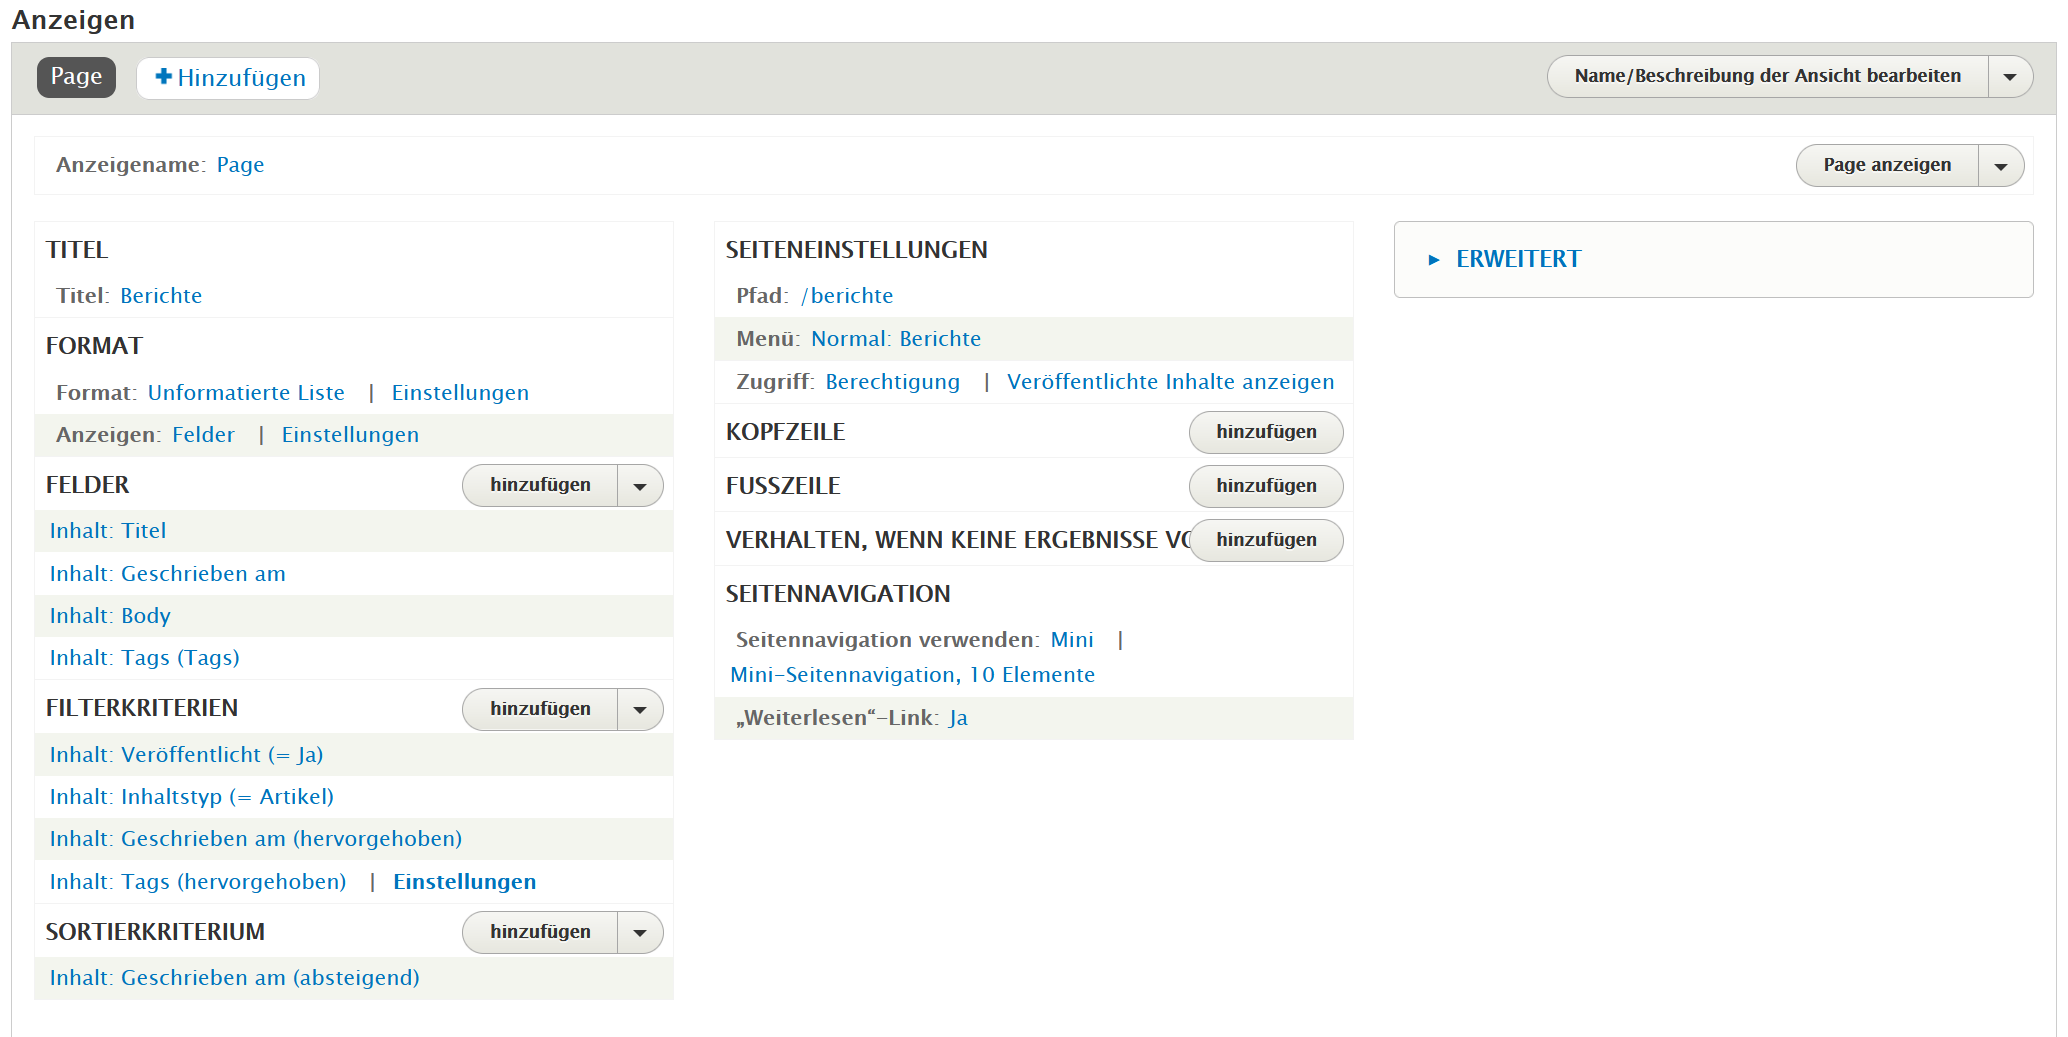 Anzeigen
Page
Hinzufügen
Name/Beschreibung der Ansicht bearbeiten
Anzeigename: Page
Page anzeigen
TITEL
Titel: Berichte
FORMAT
Format: Unformatierte Liste | Einstellungen
Anzeigen: Felder | Einstellungen
FELDER
hinzufügen
Inhalt: Titel
Inhalt: Geschrieben am
Inhalt: Body
Inhalt: Tags (Tags)
FILTERKRITERIEN
hinzufügen
Inhalt: Veröffentlicht (= Ja)
Inhalt: Inhaltstyp (= Artikel)
Inhalt: Geschrieben am (hervorgehoben)
Inhalt: Tags (hervorgehoben) | Einstellungen
SORTIERKRITERIUM
hinzufügen
Inhalt: Geschrieben am (absteigend)
SEITENEINSTELLUNGEN
Pfad: /berichte
Menü: Normal: Berichte
Zugriff: Berechtigung | Veröffentlichte Inhalte anzeigen
KOPFZEILE
hinzufügen
FUSSZEILE
hinzufügen
VERHALTEN, WENN KEINE ERGEBNISSE
hinzufügen
SEITENNAVIGATION
Seitennavigation verwenden: Mini |
Mini-Seitennavigation, 10 Elemente
„Weiterlesen“-Link: Ja
ERWEITERT